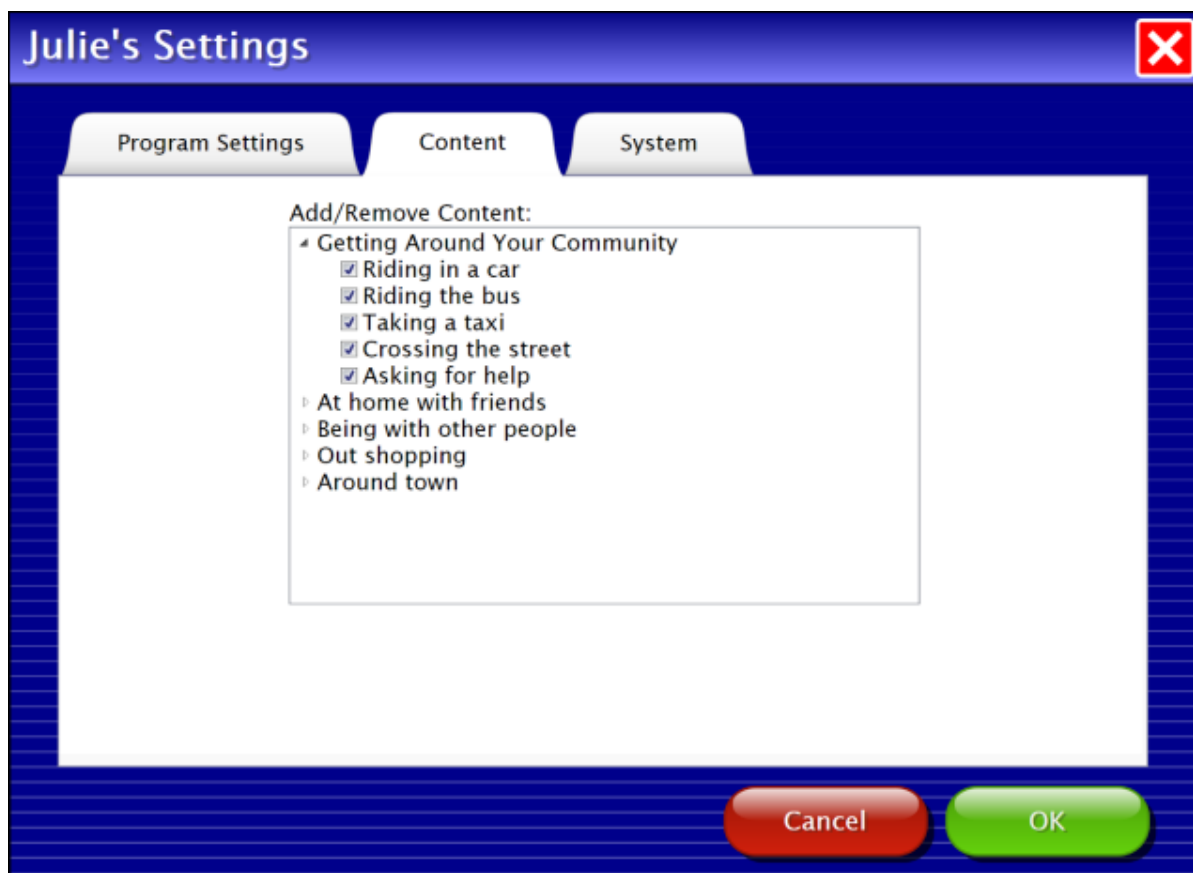 Julie's Settings
Program Settings
Content
System
Add/Remove Content:
Getting Around Your Community
Riding in a car
Riding the bus
Taking a taxi
Crossing the street
Asking for help
At home with friends
Being with other people
Out shopping
Around town
Cancel
OK